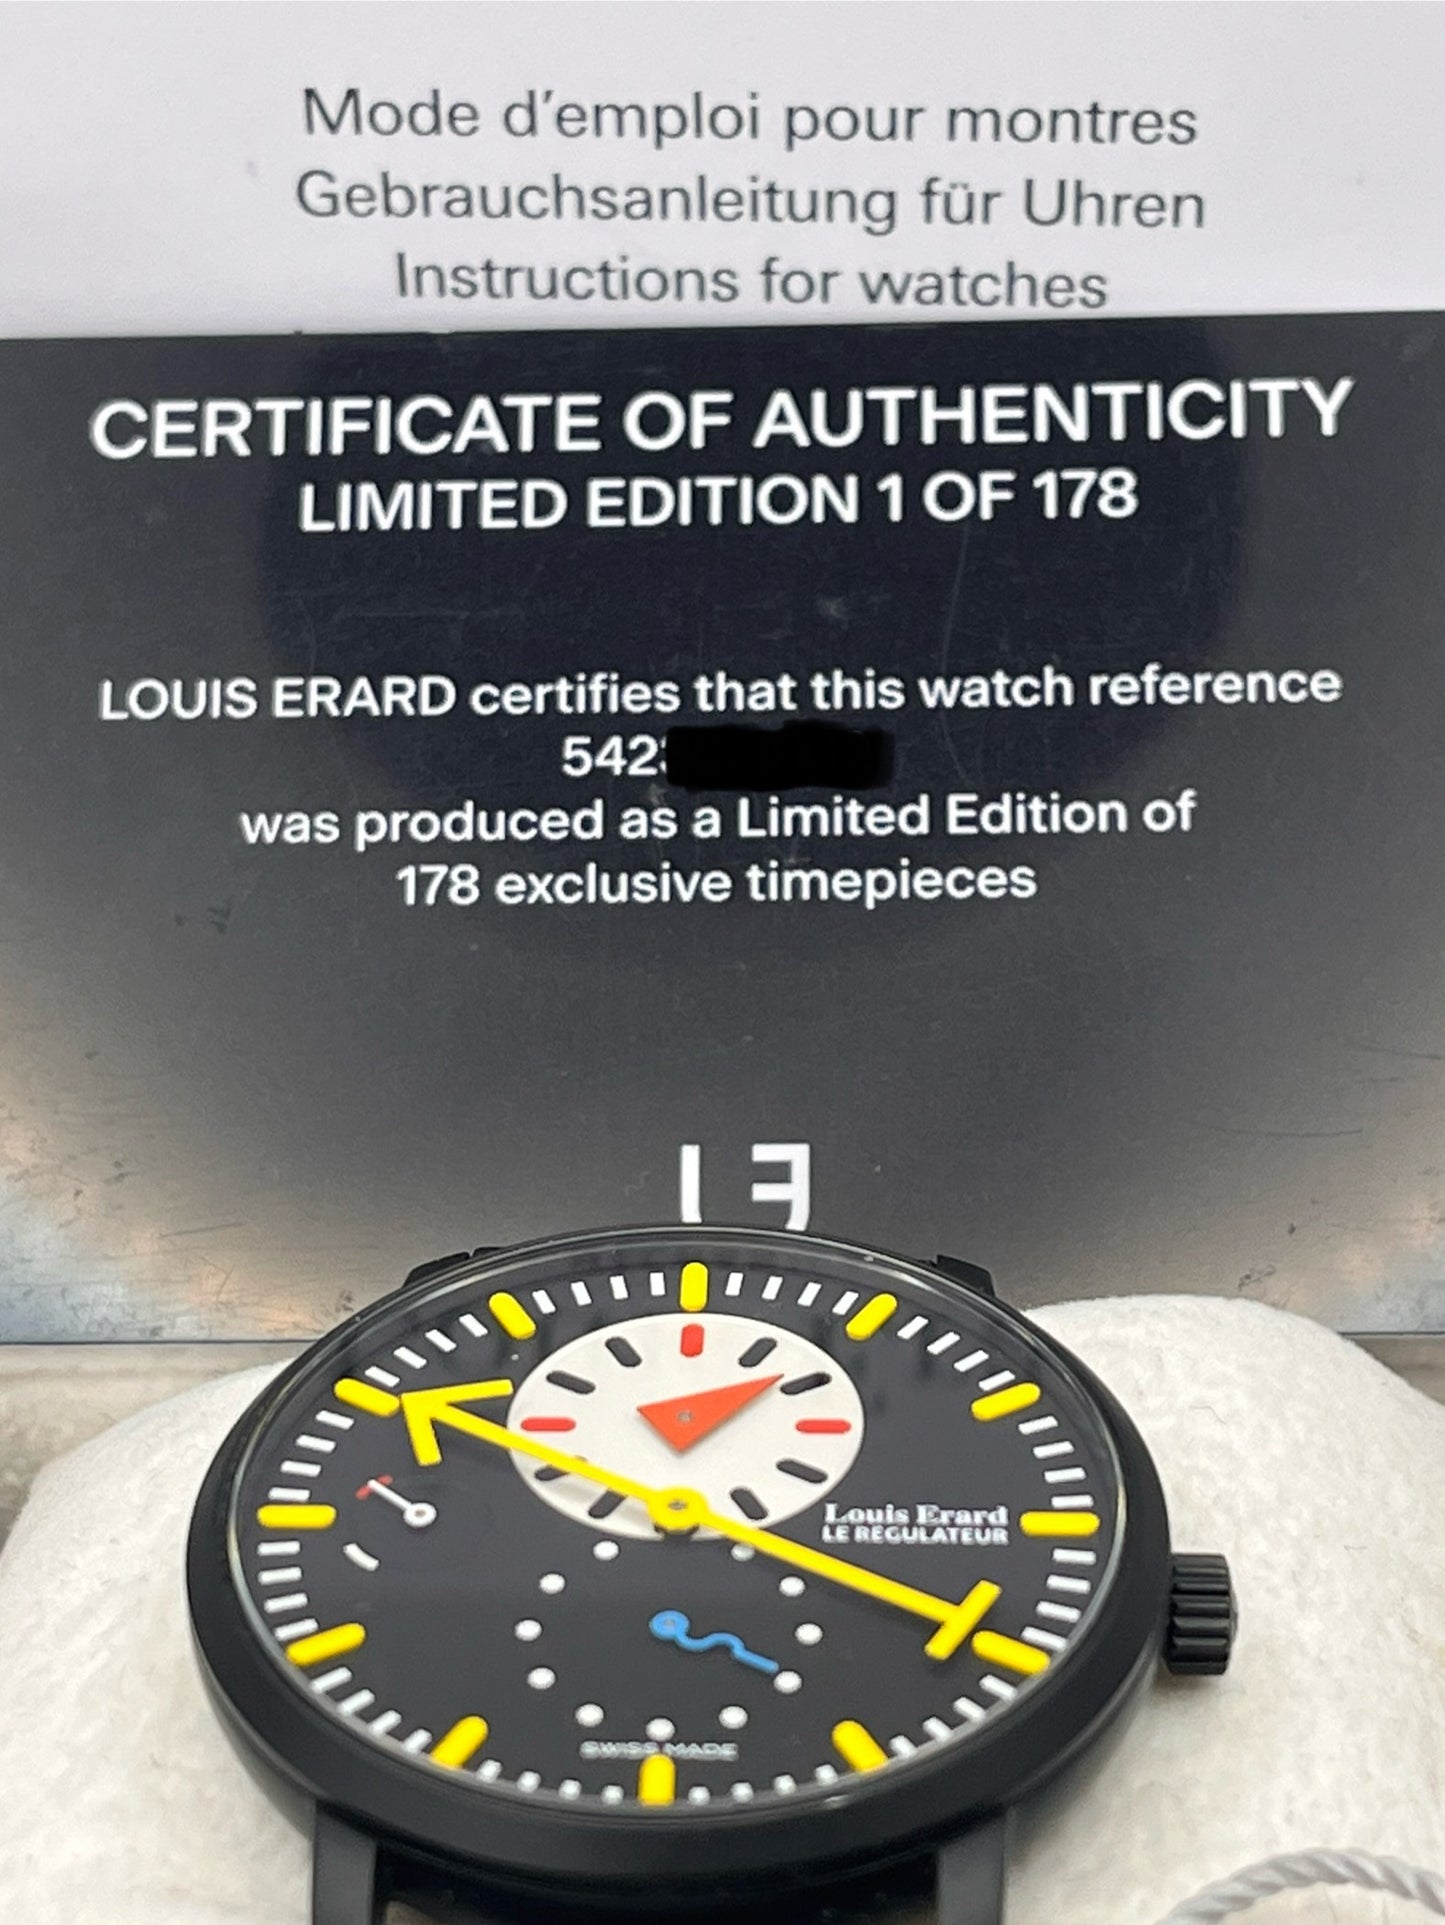 Mode d'emploi pour montres
Gebrauchsanleitung für Uhren
Instructions for watches
CERTIFICATE OF AUTHENTICITY
LIMITED EDITION 1 OF 178
LOUIS ERARD certifies that this watch reference
542
was produced as a Limited Edition of
178 exclusive timepieces
Louis Erard
LE RÉGULATEUR
SWISS MADE